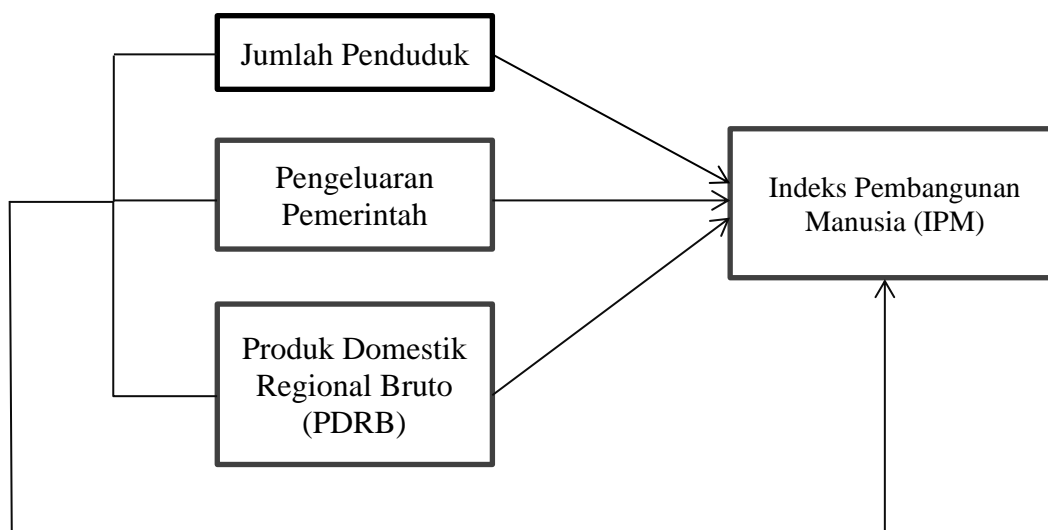 Jumlah Penduduk
Pengeluaran
Pemerintah
Indeks Pembangunan
Manusia (IPM)
Produk Domestik
Regional Bruto
(PDRB)